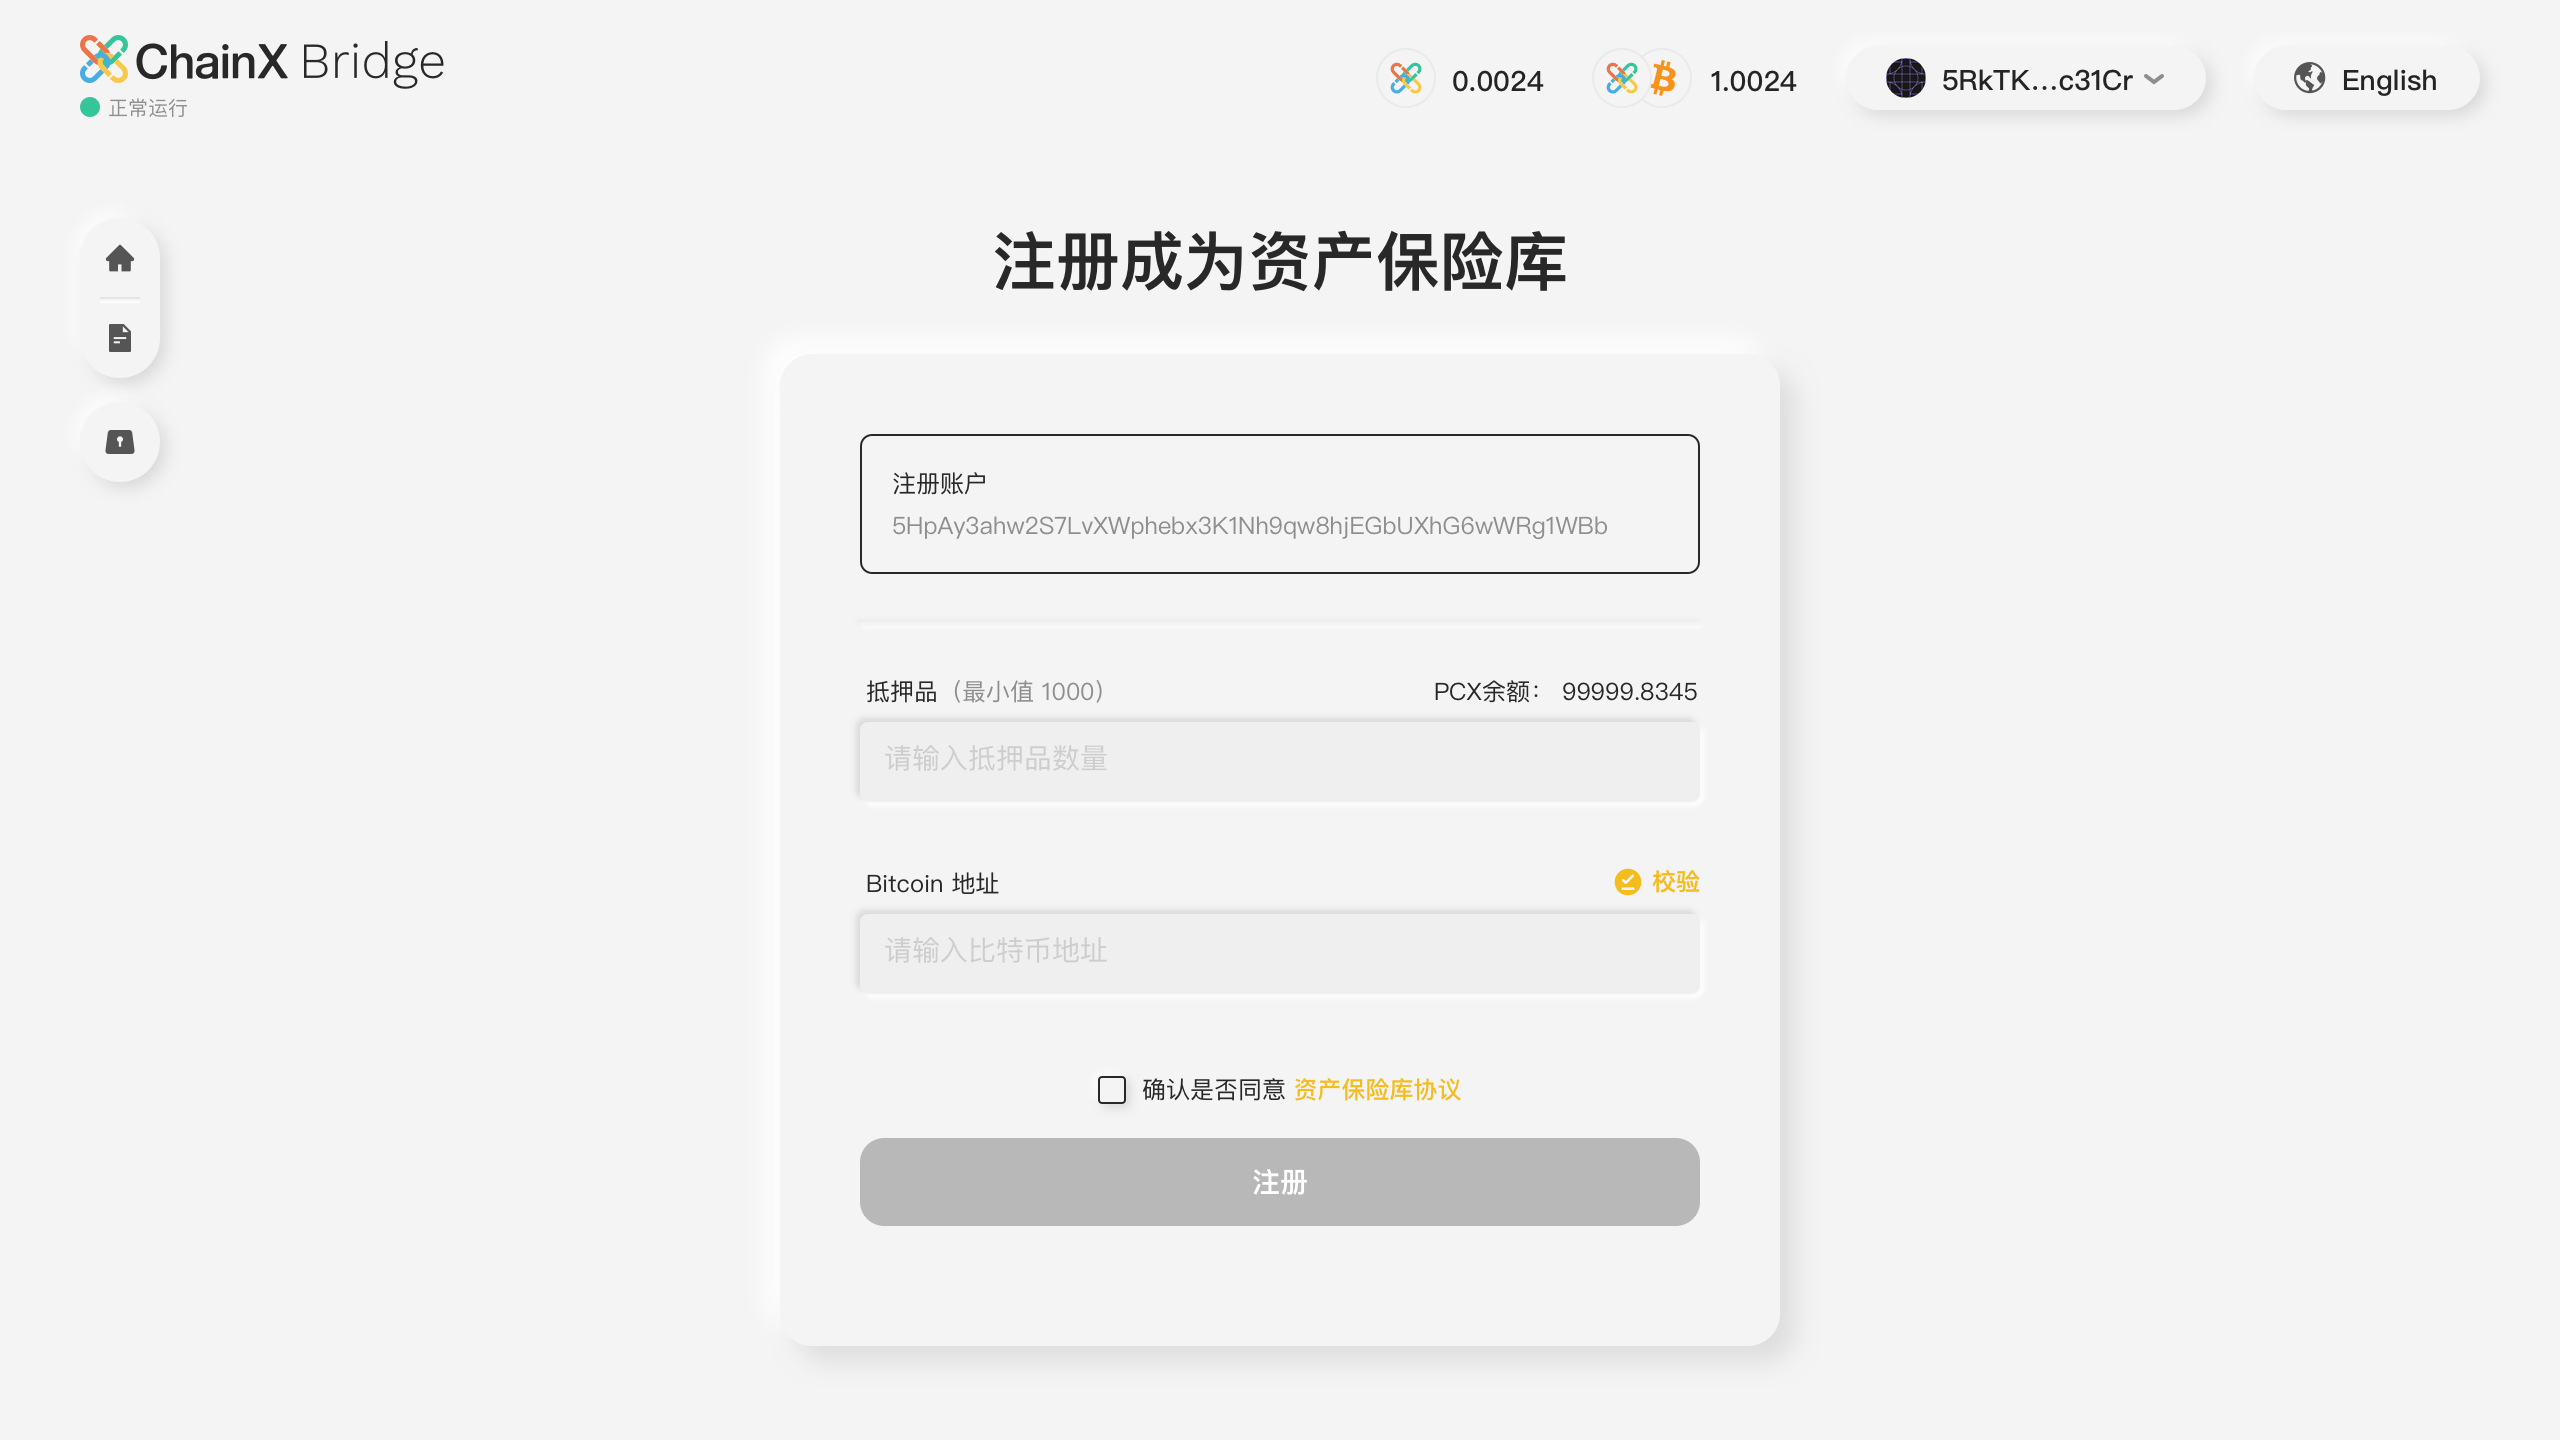 ChainX Bridge
正常运行
0.0024
1.0024
5RkTK...c31Cr
English
注册成为资产保险库
注册账户
5HpAy3ahw2S7LvXWphebx3K1Nh9qw8hjEGbUXhG6wWRg1WBb
抵押品（最小值 1000） PCX余额： 99999.8345
请输入抵押品数量
Bitcoin 地址 校验
请输入比特币地址
确认是否同意 资产保险库协议
注册